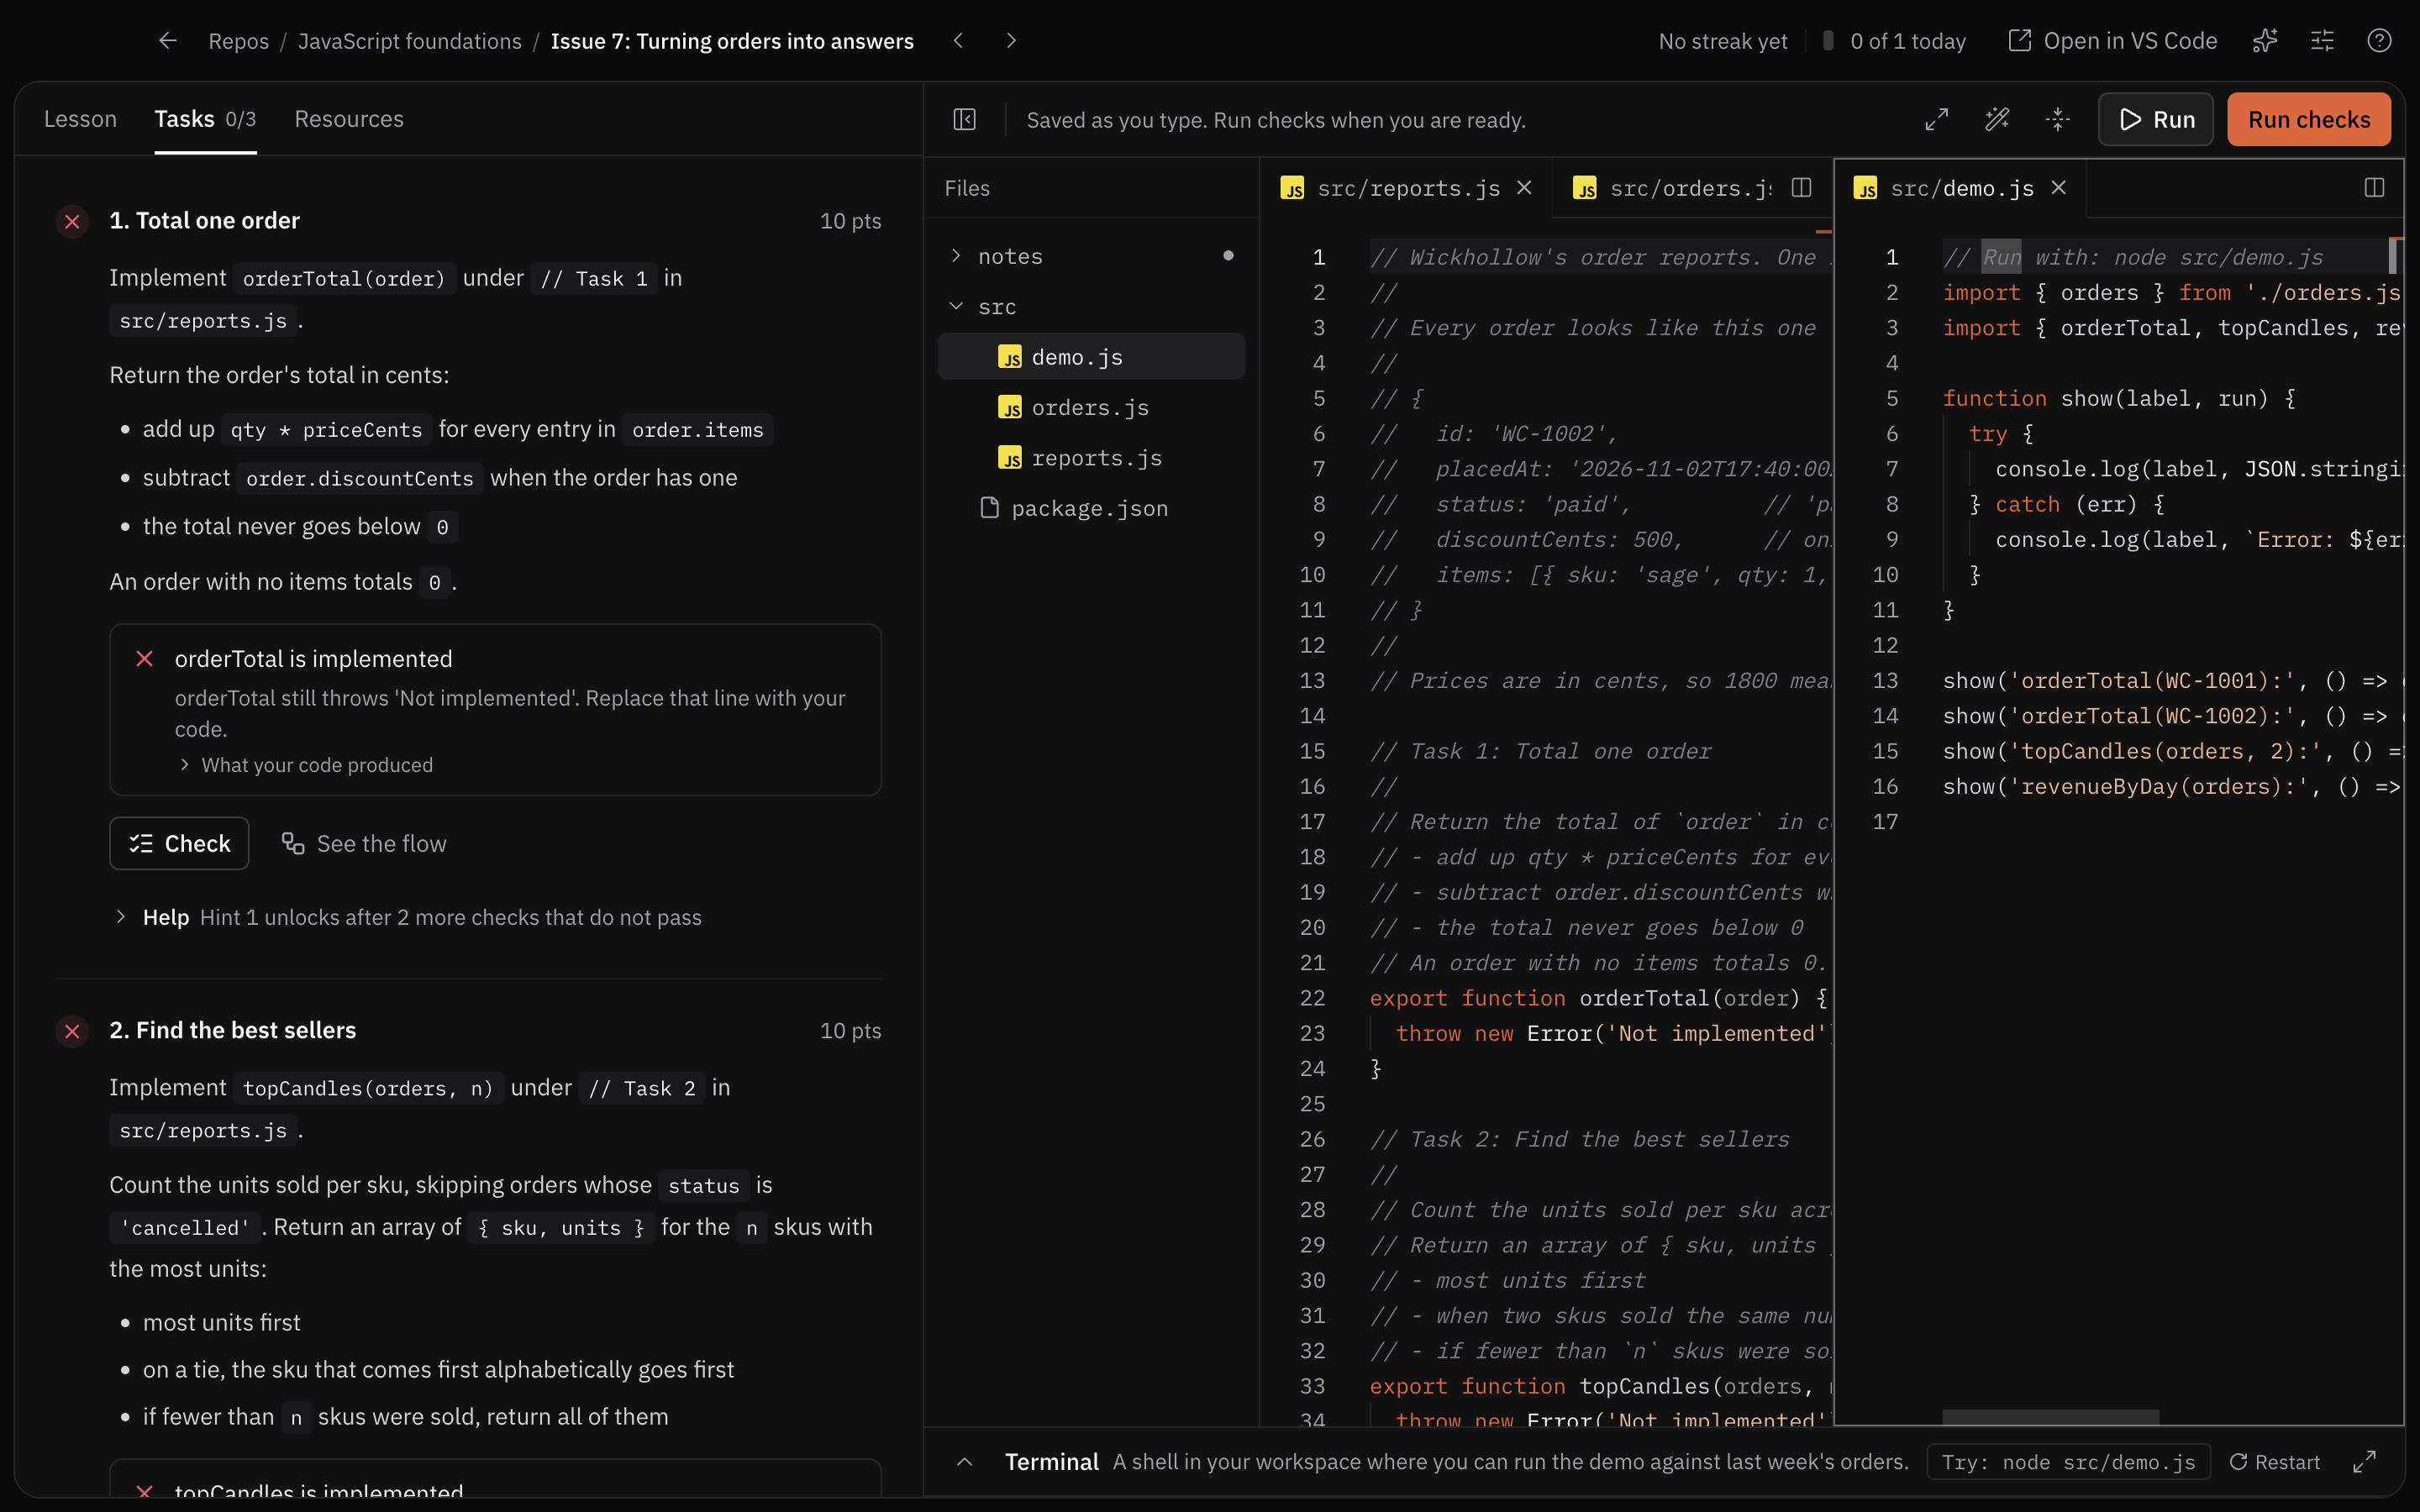 Repos / JavaScript foundations / Issue 7: Turning orders into answers
No streak yet
0 of 1 today
Open in VS Code
Lesson
Tasks 0/3
Resources
1. Total one order
10 pts
Implement orderTotal(order) under // Task 1 in
src/reports.js.
Return the order's total in cents:
• add up qty * priceCents for every entry in order.items
• subtract order.discountCents when the order has one
• the total never goes below 0
An order with no items totals 0.
orderTotal is implemented
orderTotal still throws 'Not implemented'. Replace that line with your
code.
What your code produced
Check
See the flow
Help Hint 1 unlocks after 2 more checks that do not pass
2. Find the best sellers
10 pts
Implement topCandles(orders, n) under // Task 2 in
src/reports.js.
Count the units sold per sku, skipping orders whose status is
'cancelled'. Return an array of { sku, units } for the n skus with
the most units:
• most units first
• on a tie, the sku that comes first alphabetically goes first
• if fewer than n skus were sold, return all of them
topCandles is implemented
Saved as you type. Run checks when you are ready.
Run
Run checks
Files
notes
src
JS demo.js
JS orders.js
JS reports.js
package.json
JS src/reports.js
JS src/orders.js
1 // Wickhollow's order reports. One
2 //
3 // Every order looks like this one
4 //
5 // {
6 //   id: 'WC-1002',
7 //   placedAt: '2026-11-02T17:40:00
8 //   status: 'paid',          // 'p
9 //   discountCents: 500,      // on
10 //   items: [{ sku: 'sage', qty: 1,
11 // }
12 //
13 // Prices are in cents, so 1800 mea
14
15 // Task 1: Total one order
16 //
17 // Return the total of `order` in c
18 // - add up qty * priceCents for ev
19 // - subtract order.discountCents w
20 // - the total never goes below 0
21 // An order with no items totals 0.
22 export function orderTotal(order) {
23   throw new Error('Not implemented'
24 }
25
26 // Task 2: Find the best sellers
27 //
28 // Count the units sold per sku acr
29 // Return an array of { sku, units
30 // - most units first
31 // - when two skus sold the same nu
32 // - if fewer than `n` skus were so
33 export function topCandles(orders,
34   throw new Error('Not implemented'
JS src/demo.js
1 // Run with: node src/demo.js
2 import { orders } from './orders.js
3 import { orderTotal, topCandles, re
4
5 function show(label, run) {
6   try {
7     console.log(label, JSON.stringi
8   } catch (err) {
9     console.log(label, `Error: ${er
10   }
11 }
12
13 show('orderTotal(WC-1001):', () =>
14 show('orderTotal(WC-1002):', () =>
15 show('topCandles(orders, 2):', () =
16 show('revenueByDay(orders):', () =>
17
Terminal A shell in your workspace where you can run the demo against last week's orders.
Try: node src/demo.js
Restart